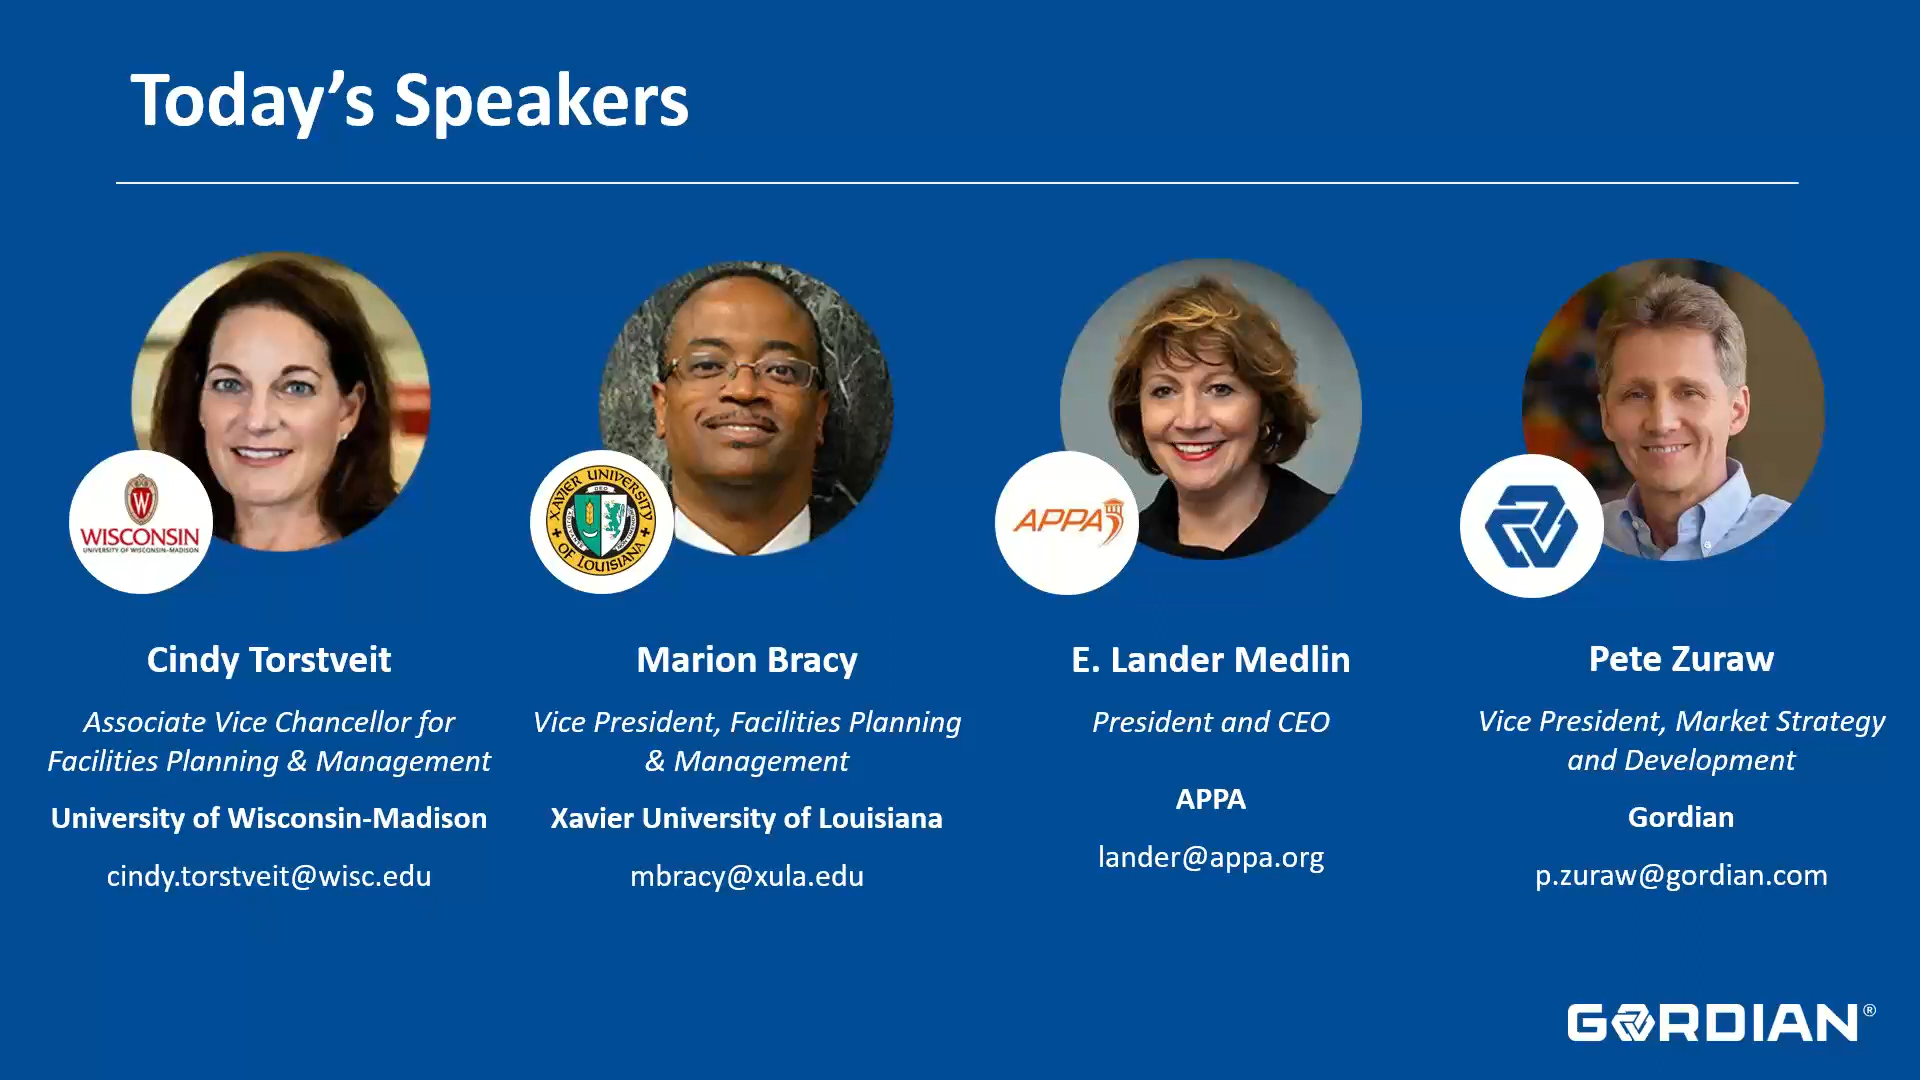 Today’s Speakers
W
WISCONSIN
UNIVERSITY OF WISCONSIN–MADISON
XAVIER UNIVERSITY
OF LOUISIANA
APPA
Cindy Torstveit
Associate Vice Chancellor for
Facilities Planning & Management
University of Wisconsin-Madison
cindy.torstveit@wisc.edu
Marion Bracy
Vice President, Facilities Planning
& Management
Xavier University of Louisiana
mbracy@xula.edu
E. Lander Medlin
President and CEO
APPA
lander@appa.org
Pete Zuraw
Vice President, Market Strategy
and Development
Gordian
p.zuraw@gordian.com
GORDIAN®